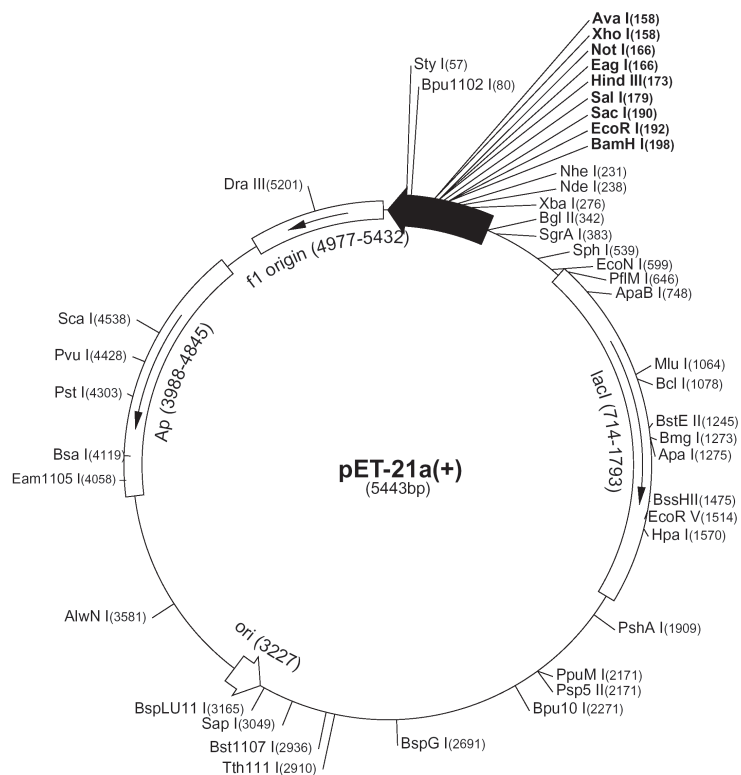 Ava I(158)
Xho I(158)
Not I(166)
Eag I(166)
Hind III(173)
Sal I(179)
Sac I(190)
EcoR I(192)
BamH I(198)
Sty I(57)
Bpu1102 I(80)
Nhe I(231)
Nde I(238)
Xba I(276)
Bgl II(342)
SgrA I(383)
Sph I(539)
EcoN I(599)
PflM I(646)
ApaB I(748)
Dra III(5201)
f1 origin (4977-5432)
Sca I(4538)
Pvu I(4428)
Pst I(4303)
Bsa I(4119)
Eam1105 I(4058)
Ap (3988-4845)
lacI (714-1793)
Mlu I(1064)
Bcl I(1078)
BstE II(1245)
Bmg I(1273)
Apa I(1275)
BssHII(1475)
EcoR V(1514)
Hpa I(1570)
pET-21a(+)
(5443bp)
AlwN I(3581)
ori (3227)
PshA I(1909)
PpuM I(2171)
Psp5 II(2171)
Bpu10 I(2271)
BspLU11 I(3165)
Sap I(3049)
Bst1107 I(2936)
Tth111 I(2910)
BspG I(2691)